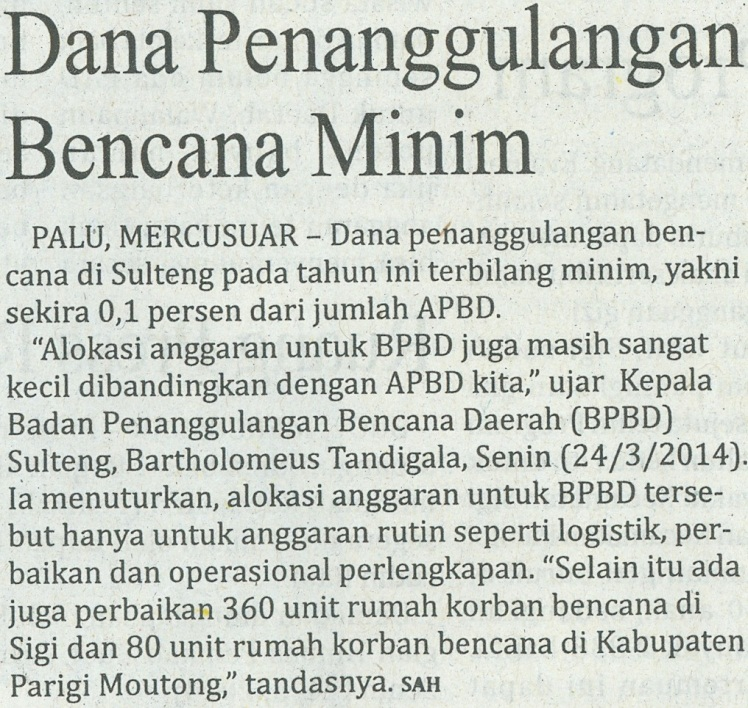 Dana Penanggulangan
Bencana Minim
PALU, MERCUSUAR – Dana penanggulangan ben-
cana di Sulteng pada tahun ini terbilang minim, yakni
sekira 0,1 persen dari jumlah APBD.
“Alokasi anggaran untuk BPBD juga masih sangat
kecil dibandingkan dengan APBD kita,” ujar Kepala
Badan Penanggulangan Bencana Daerah (BPBD)
Sulteng, Bartholomeus Tandigala, Senin (24/3/2014).
Ia menuturkan, alokasi anggaran untuk BPBD terse-
but hanya untuk anggaran rutin seperti logistik, per-
baikan dan operasional perlengkapan. “Selain itu ada
juga perbaikan 360 unit rumah korban bencana di
Sigi dan 80 unit rumah korban bencana di Kabupaten
Parigi Moutong,” tandasnya. SAH